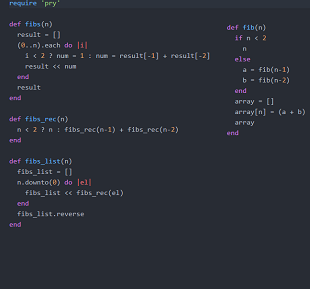 require 'pry'
def fibs(n)
result = []
(0..n).each do |i|
i < 2 ? num = 1 : num = result[-1] + result[-2]
result << num
end
result
end
def fibs_rec(n)
n < 2 ? n : fibs_rec(n-1) + fibs_rec(n-2)
end
def fibs_list(n)
fibs_list = []
n.downto(0) do |el|
fibs_list << fibs_rec(el)
end
fibs_list.reverse
end
def fib(n)
if n < 2
n
else
a = fib(n-1)
b = fib(n-2)
end
array = []
array[n] = (a + b)
array
end